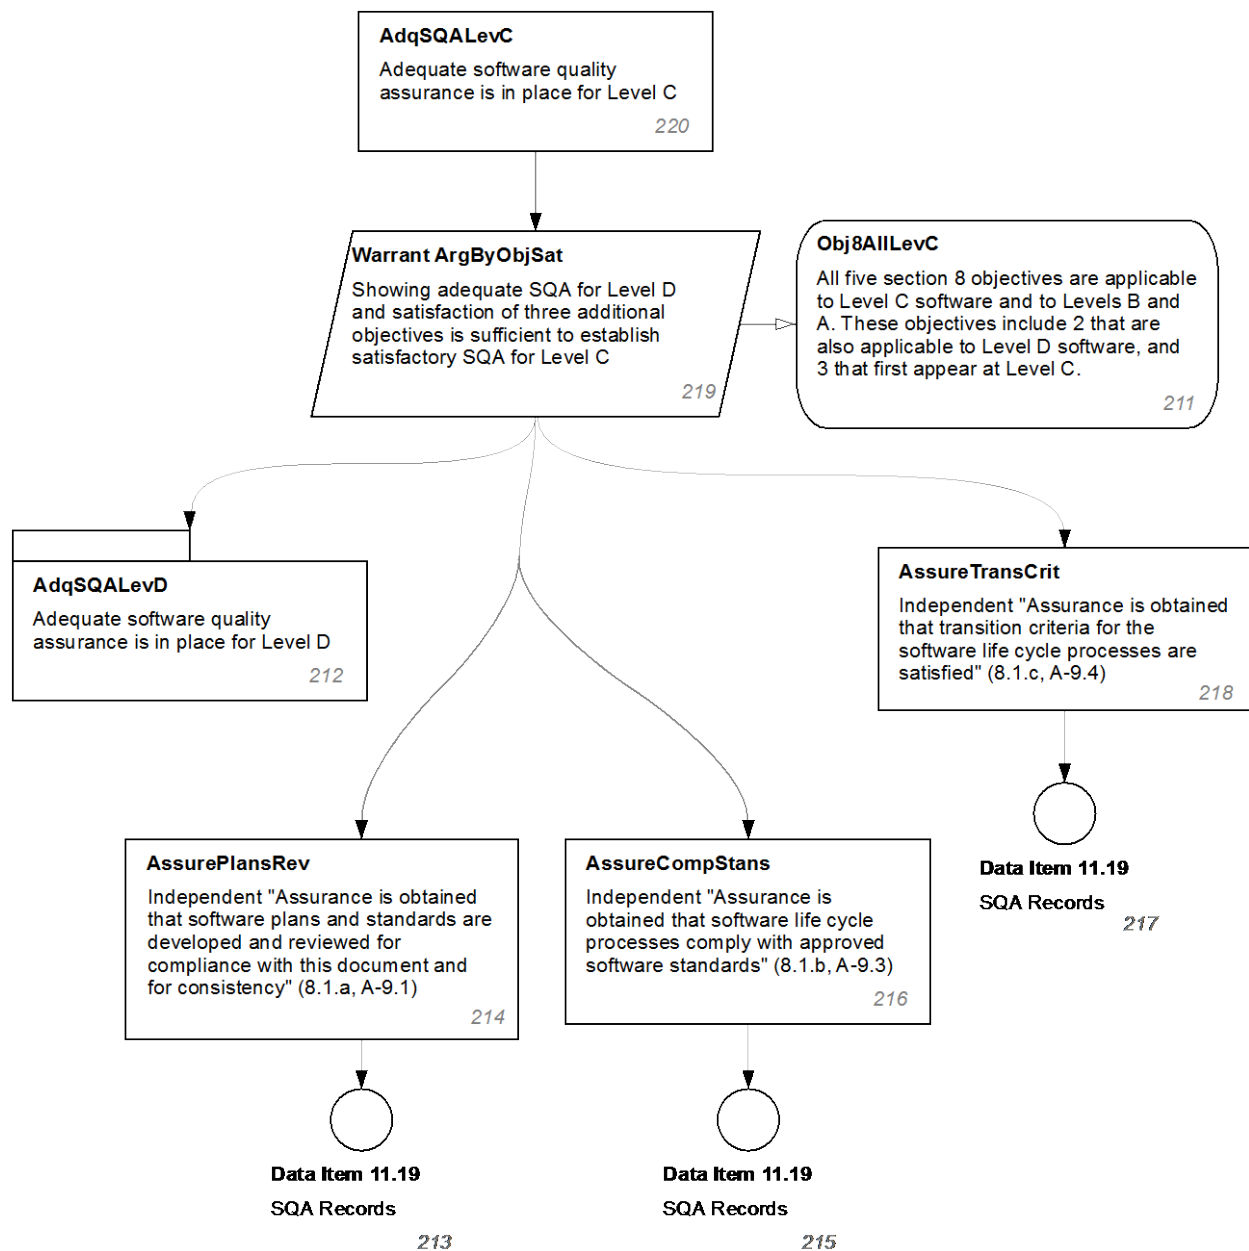 AdqSQALevC
Adequate software quality
assurance is in place for Level C
220
Warrant ArgByObjSat
Showing adequate SQA for Level D
and satisfaction of three additional
objectives is sufficient to establish
satisfactory SQA for Level C
219
Obj8AllLevC
All five section 8 objectives are applicable
to Level C software and to Levels B and
A. These objectives include 2 that are
also applicable to Level D software, and
3 that first appear at Level C.
211
AdqSQALevD
Adequate software quality
assurance is in place for Level D
212
AssureTransCrit
Independent "Assurance is obtained
that transition criteria for the
software life cycle processes are
satisfied" (8.1.c, A-9.4)
218
Data Item 11.19
SQA Records
217
AssurePlansRev
Independent "Assurance is obtained
that software plans and standards are
developed and reviewed for
compliance with this document and
for consistency" (8.1.a, A-9.1)
214
AssureCompStans
Independent "Assurance is
obtained that software life cycle
processes comply with approved
software standards" (8.1.b, A-9.3)
216
Data Item 11.19
SQA Records
213
Data Item 11.19
SQA Records
215